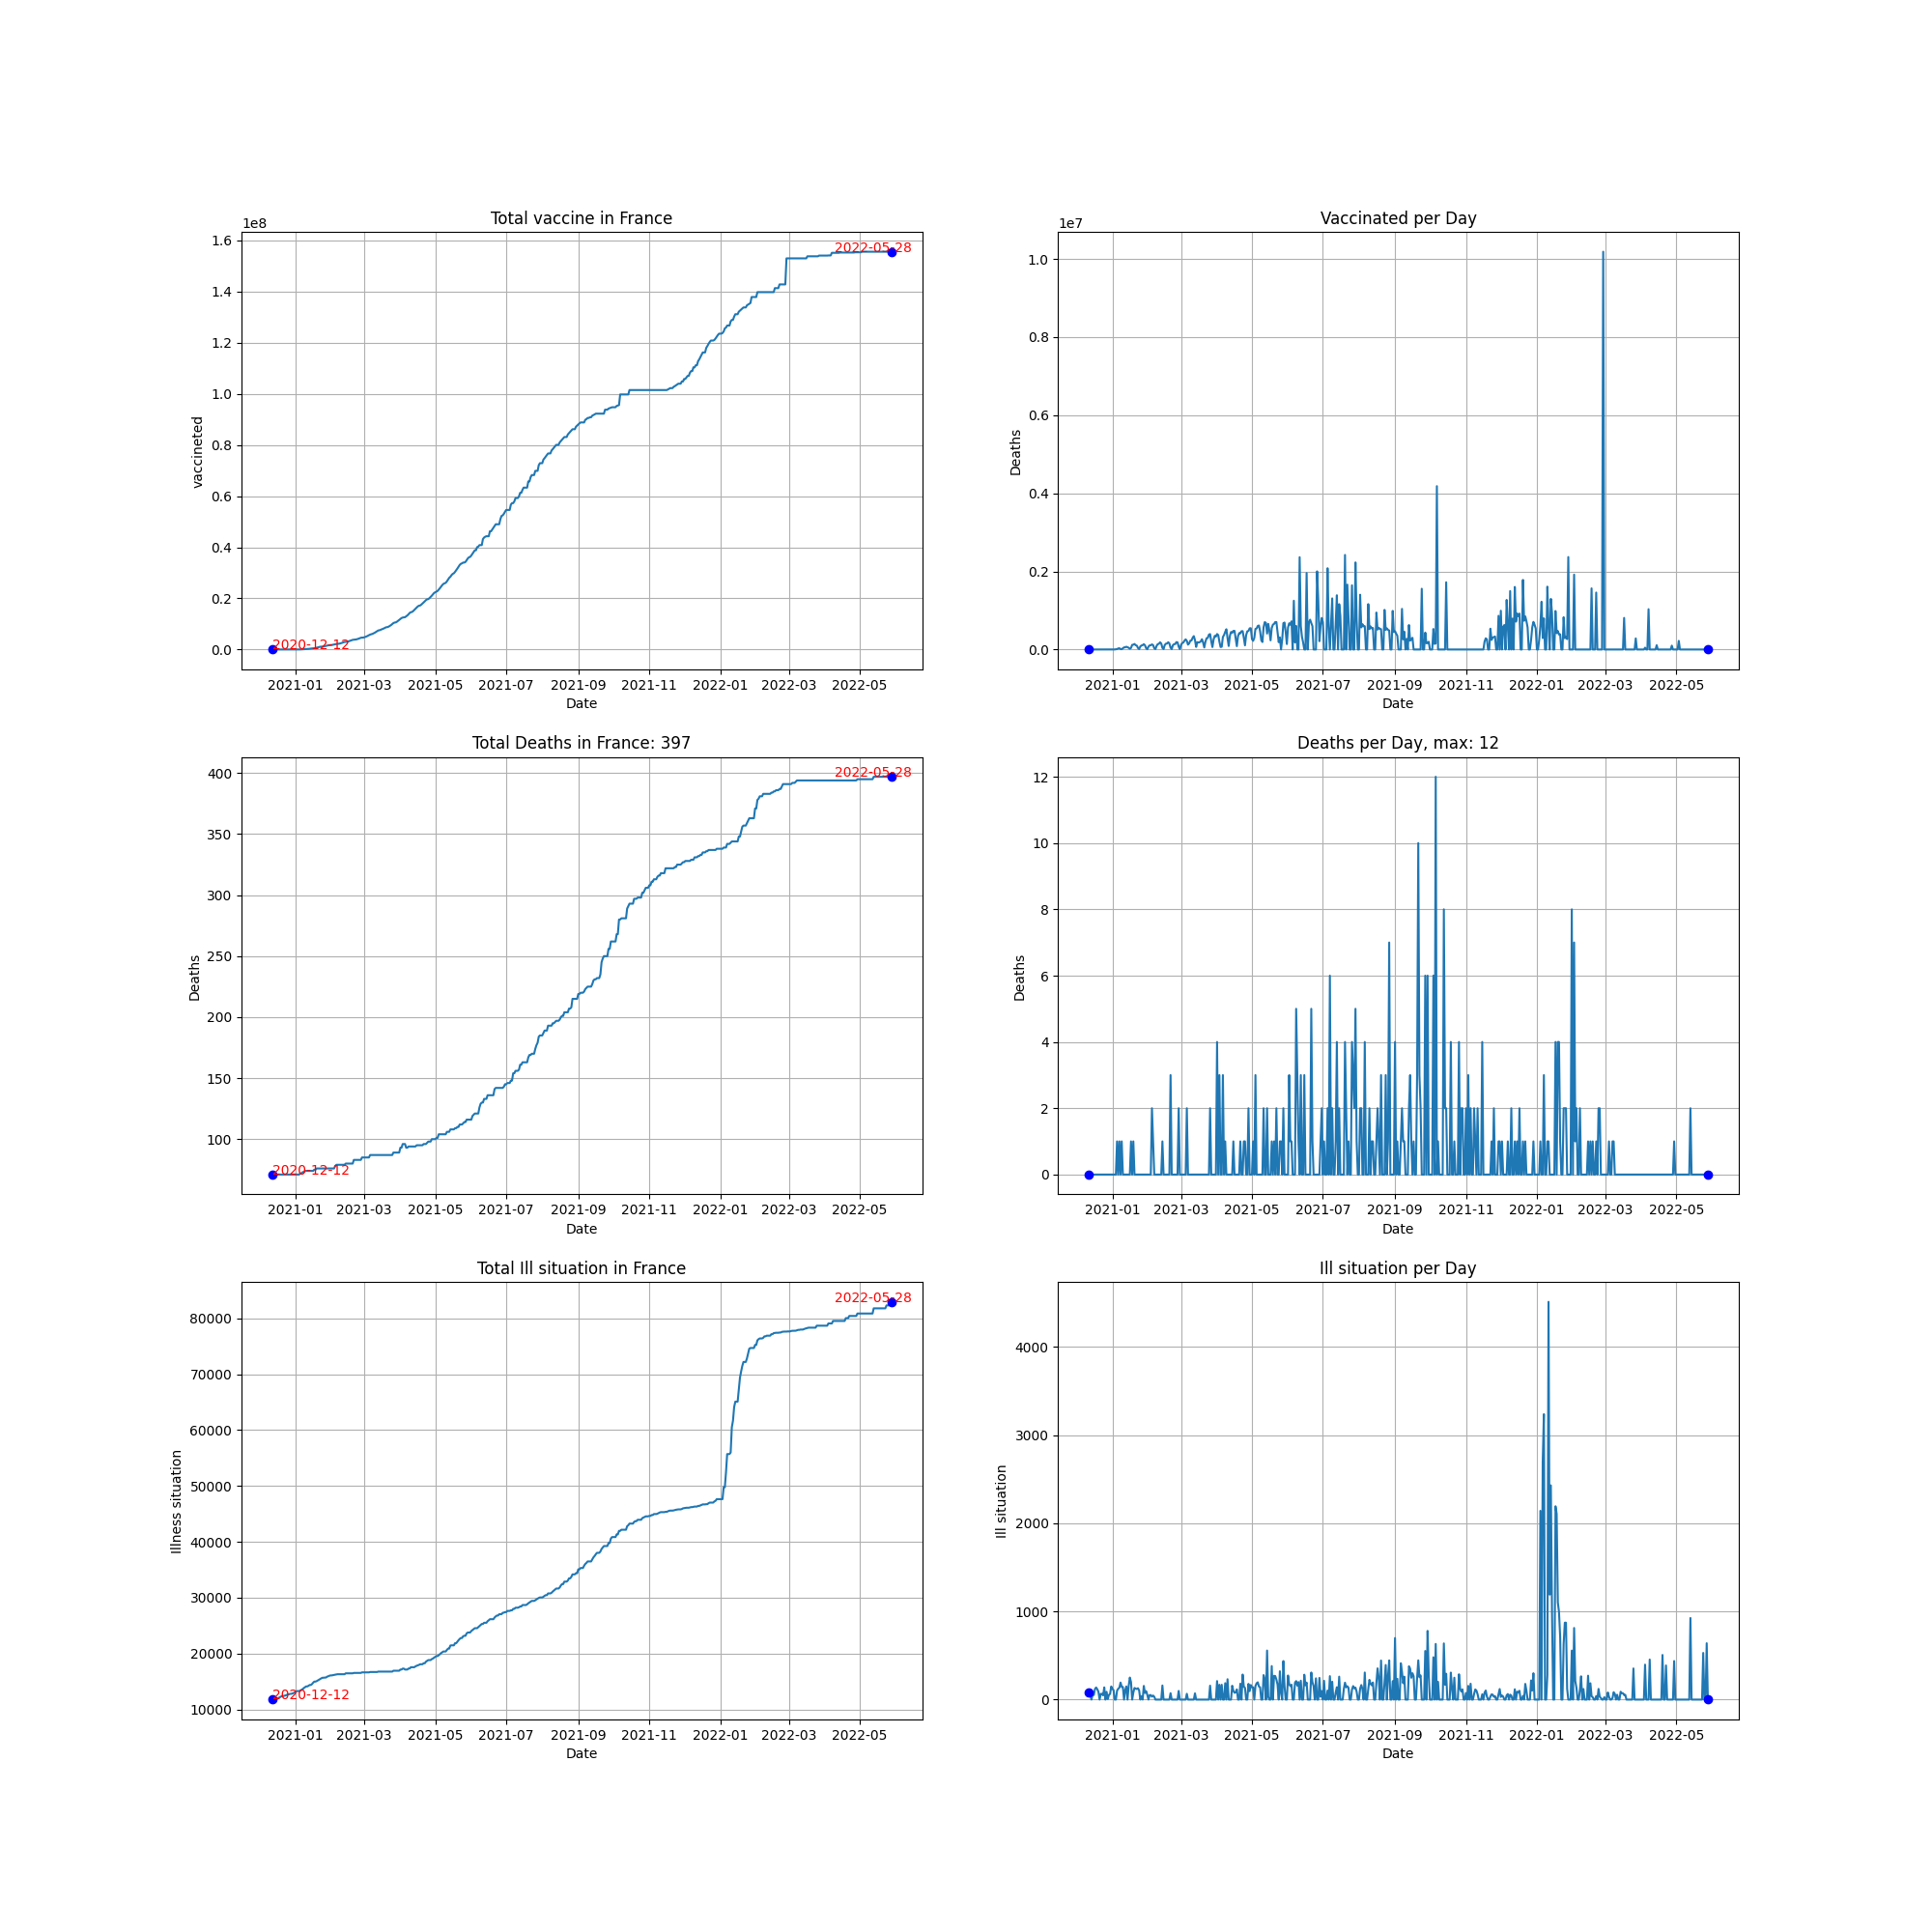 Total vaccine in France
1e8
1.6
1.4
1.2
1.0
0.8
0.6
0.4
0.2
0.0
vaccineted
2020-12-12
2022-05-28
2021-01 2021-03 2021-05 2021-07 2021-09 2021-11 2022-01 2022-03 2022-05
Date
Vaccinated per Day
1e7
1.0
0.8
0.6
0.4
0.2
0.0
Deaths
2021-01 2021-03 2021-05 2021-07 2021-09 2021-11 2022-01 2022-03 2022-05
Date
Total Deaths in France: 397
400
350
300
250
200
150
100
Deaths
2020-12-12
2022-05-28
2021-01 2021-03 2021-05 2021-07 2021-09 2021-11 2022-01 2022-03 2022-05
Date
Deaths per Day, max: 12
12
10
8
6
4
2
0
Deaths
2021-01 2021-03 2021-05 2021-07 2021-09 2021-11 2022-01 2022-03 2022-05
Date
Total Ill situation in France
80000
70000
60000
50000
40000
30000
20000
10000
Illness situation
2020-12-12
2022-05-28
2021-01 2021-03 2021-05 2021-07 2021-09 2021-11 2022-01 2022-03 2022-05
Date
Ill situation per Day
4000
3000
2000
1000
0
Ill situation
2021-01 2021-03 2021-05 2021-07 2021-09 2021-11 2022-01 2022-03 2022-05
Date